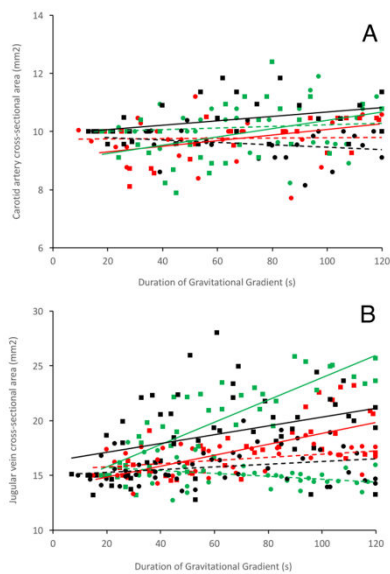 A
14
12
10
8
6
0 20 40 60 80 100 120
Carotid artery cross-sectional area (mm2)
Duration of Gravitational Gradient (s)
B
30
25
20
15
10
0 20 40 60 80 100 120
Jugular vein cross-sectional area (mm2)
Duration of Gravitational Gradient (s)